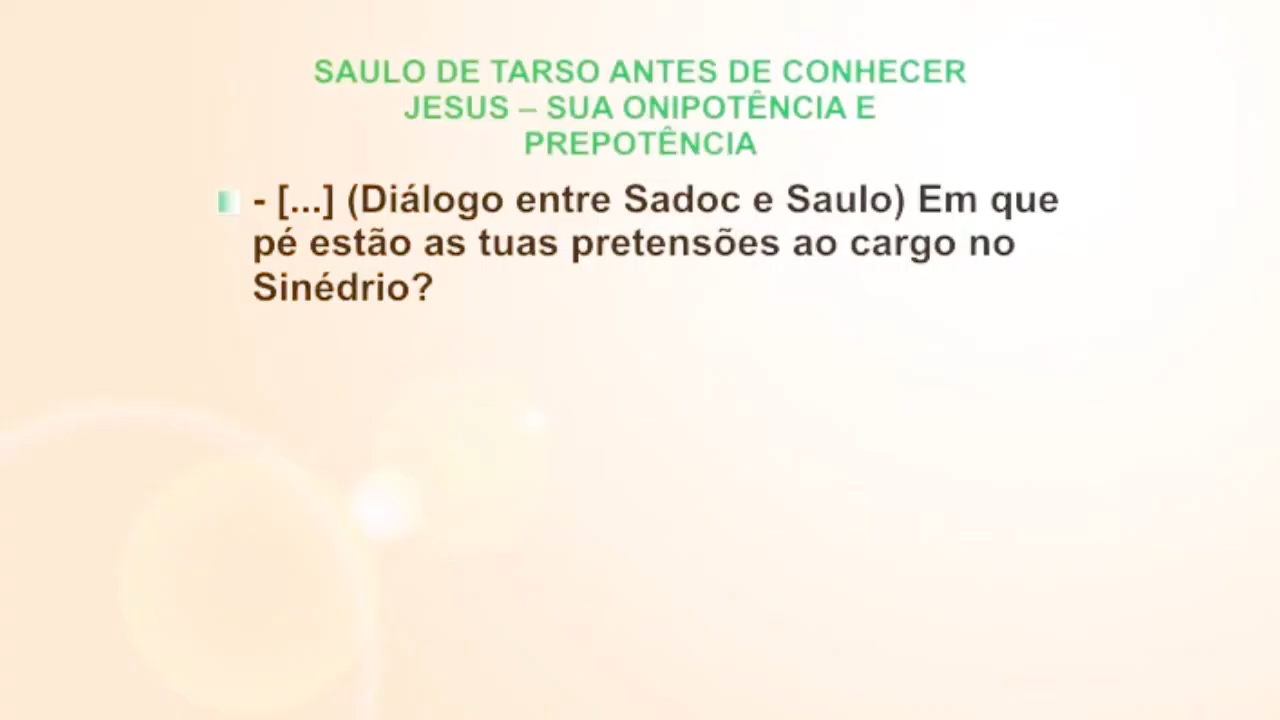 SAULO DE TARSO ANTES DE CONHECER
JESUS – SUA ONIPOTÊNCIA E
PREPOTÊNCIA
- [...] (Diálogo entre Sadoc e Saulo) Em que
pé estão as tuas pretensões ao cargo no
Sinédrio?